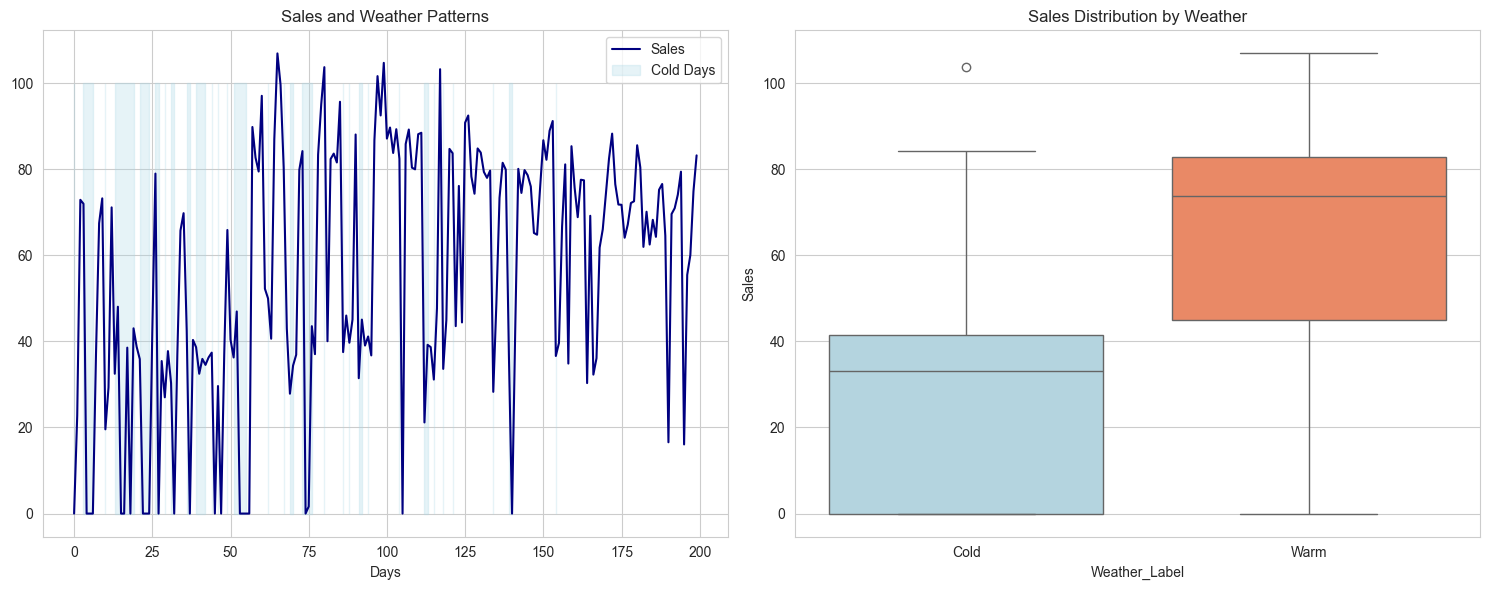 Sales and Weather Patterns
Sales
Cold Days
100
80
60
40
20
0
0 25 50 75 100 125 150 175 200
Days
Sales Distribution by Weather
Sales
100
80
60
40
20
0
Cold Warm
Weather_Label